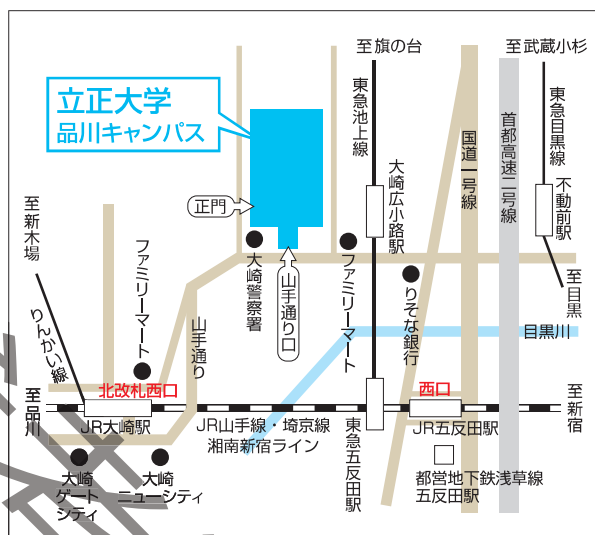 至旗の台
至武蔵小杉
立正大学
品川キャンパス
東急池上線
国道一号線
首都高速二号線
東急目黒線
大崎広小路駅
不動前駅
正門
至新木場
ファミリーマート
大崎警察署
山手通り口
ファミリーマート
りそな銀行
至目黒
りんかい線
山手通り
目黒川
至品川
北改札西口
西口
至新宿
JR大崎駅
JR山手線・埼京線
湘南新宿ライン
東急五反田駅
JR五反田駅
大崎
ゲート
シティ
大崎
ニューシティ
都営地下鉄浅草線
五反田駅